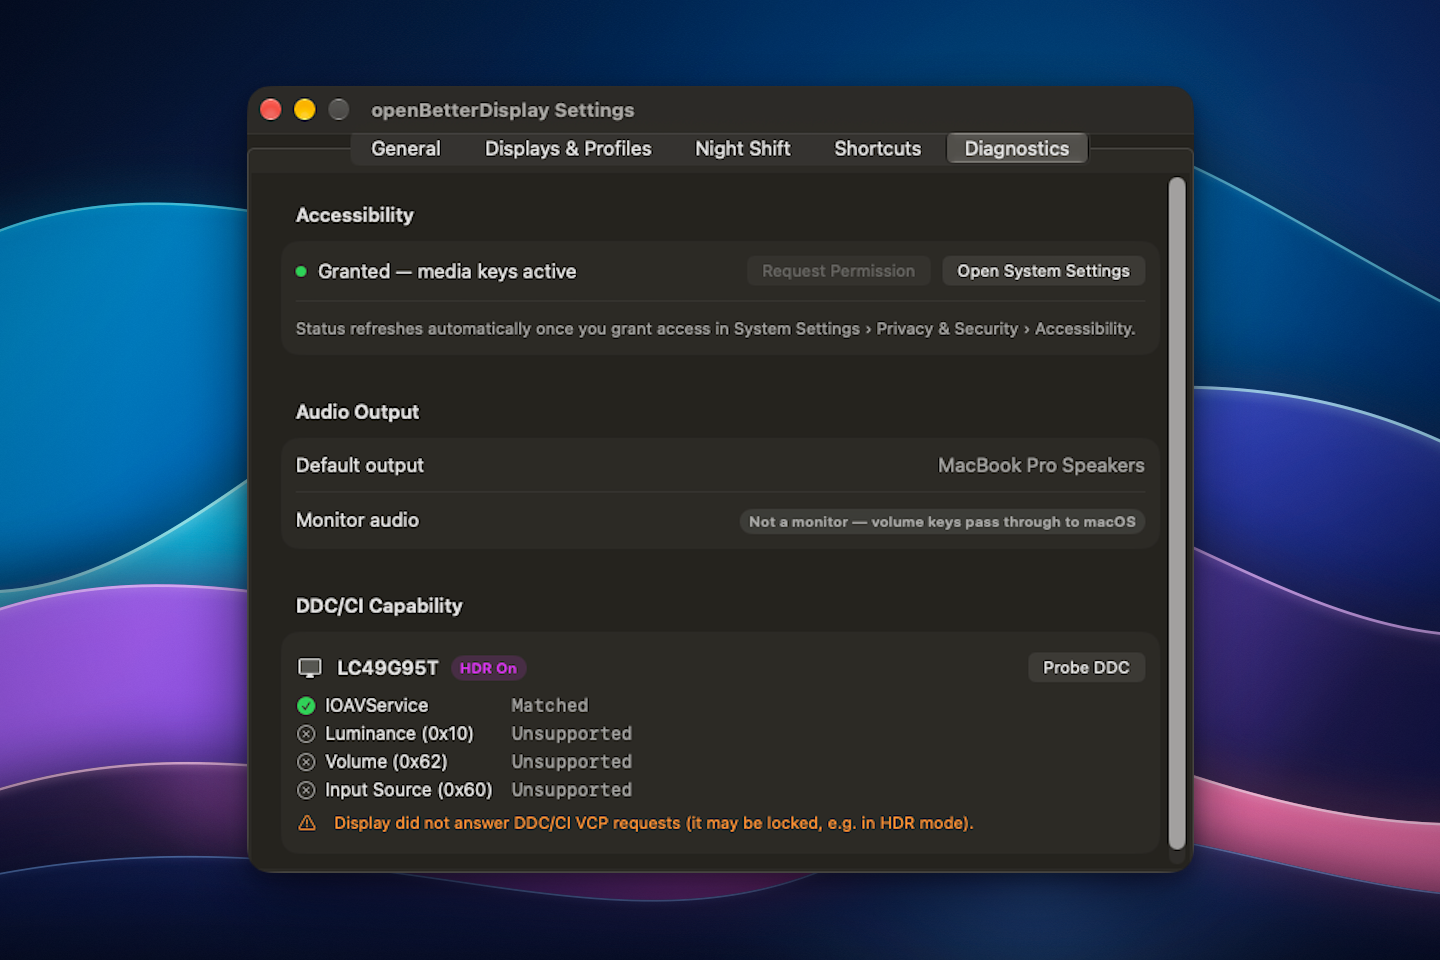 openBetterDisplay Settings
General Displays & Profiles Night Shift Shortcuts Diagnostics
Accessibility
Granted — media keys active Request Permission Open System Settings
Status refreshes automatically once you grant access in System Settings › Privacy & Security › Accessibility.
Audio Output
Default output MacBook Pro Speakers
Monitor audio Not a monitor — volume keys pass through to macOS
DDC/CI Capability
LC49G95T HDR On Probe DDC
IOAVService Matched
Luminance (0x10) Unsupported
Volume (0x62) Unsupported
Input Source (0x60) Unsupported
Display did not answer DDC/CI VCP requests (it may be locked, e.g. in HDR mode).